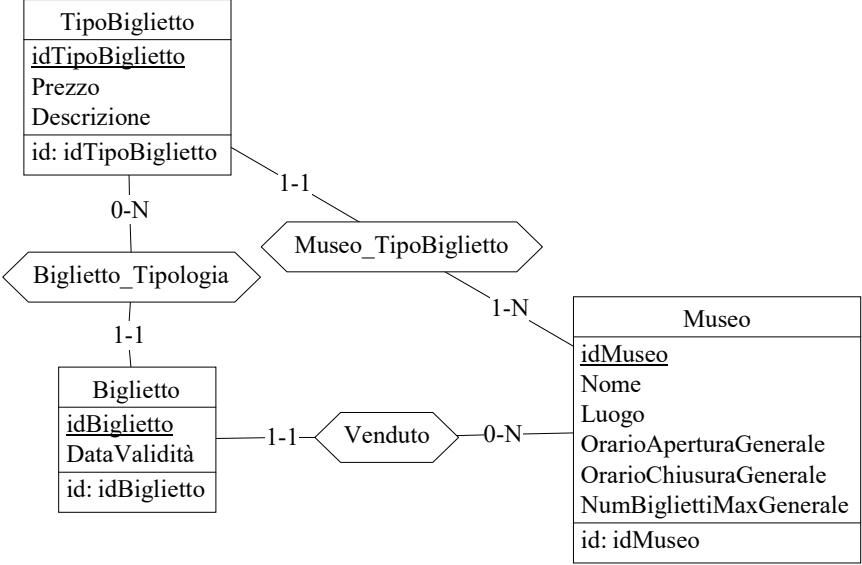 TipoBiglietto
idTipoBiglietto
Prezzo
Descrizione
id: idTipoBiglietto
1-1
0-N
Museo_TipoBiglietto
Biglietto_Tipologia
1-N
1-1
Museo
idMuseo
Nome
Luogo
OrarioAperturaGenerale
OrarioChiusuraGenerale
NumBigliettiMaxGenerale
id: idMuseo
Biglietto
idBiglietto
DataValidità
id: idBiglietto
1-1
Venduto
0-N